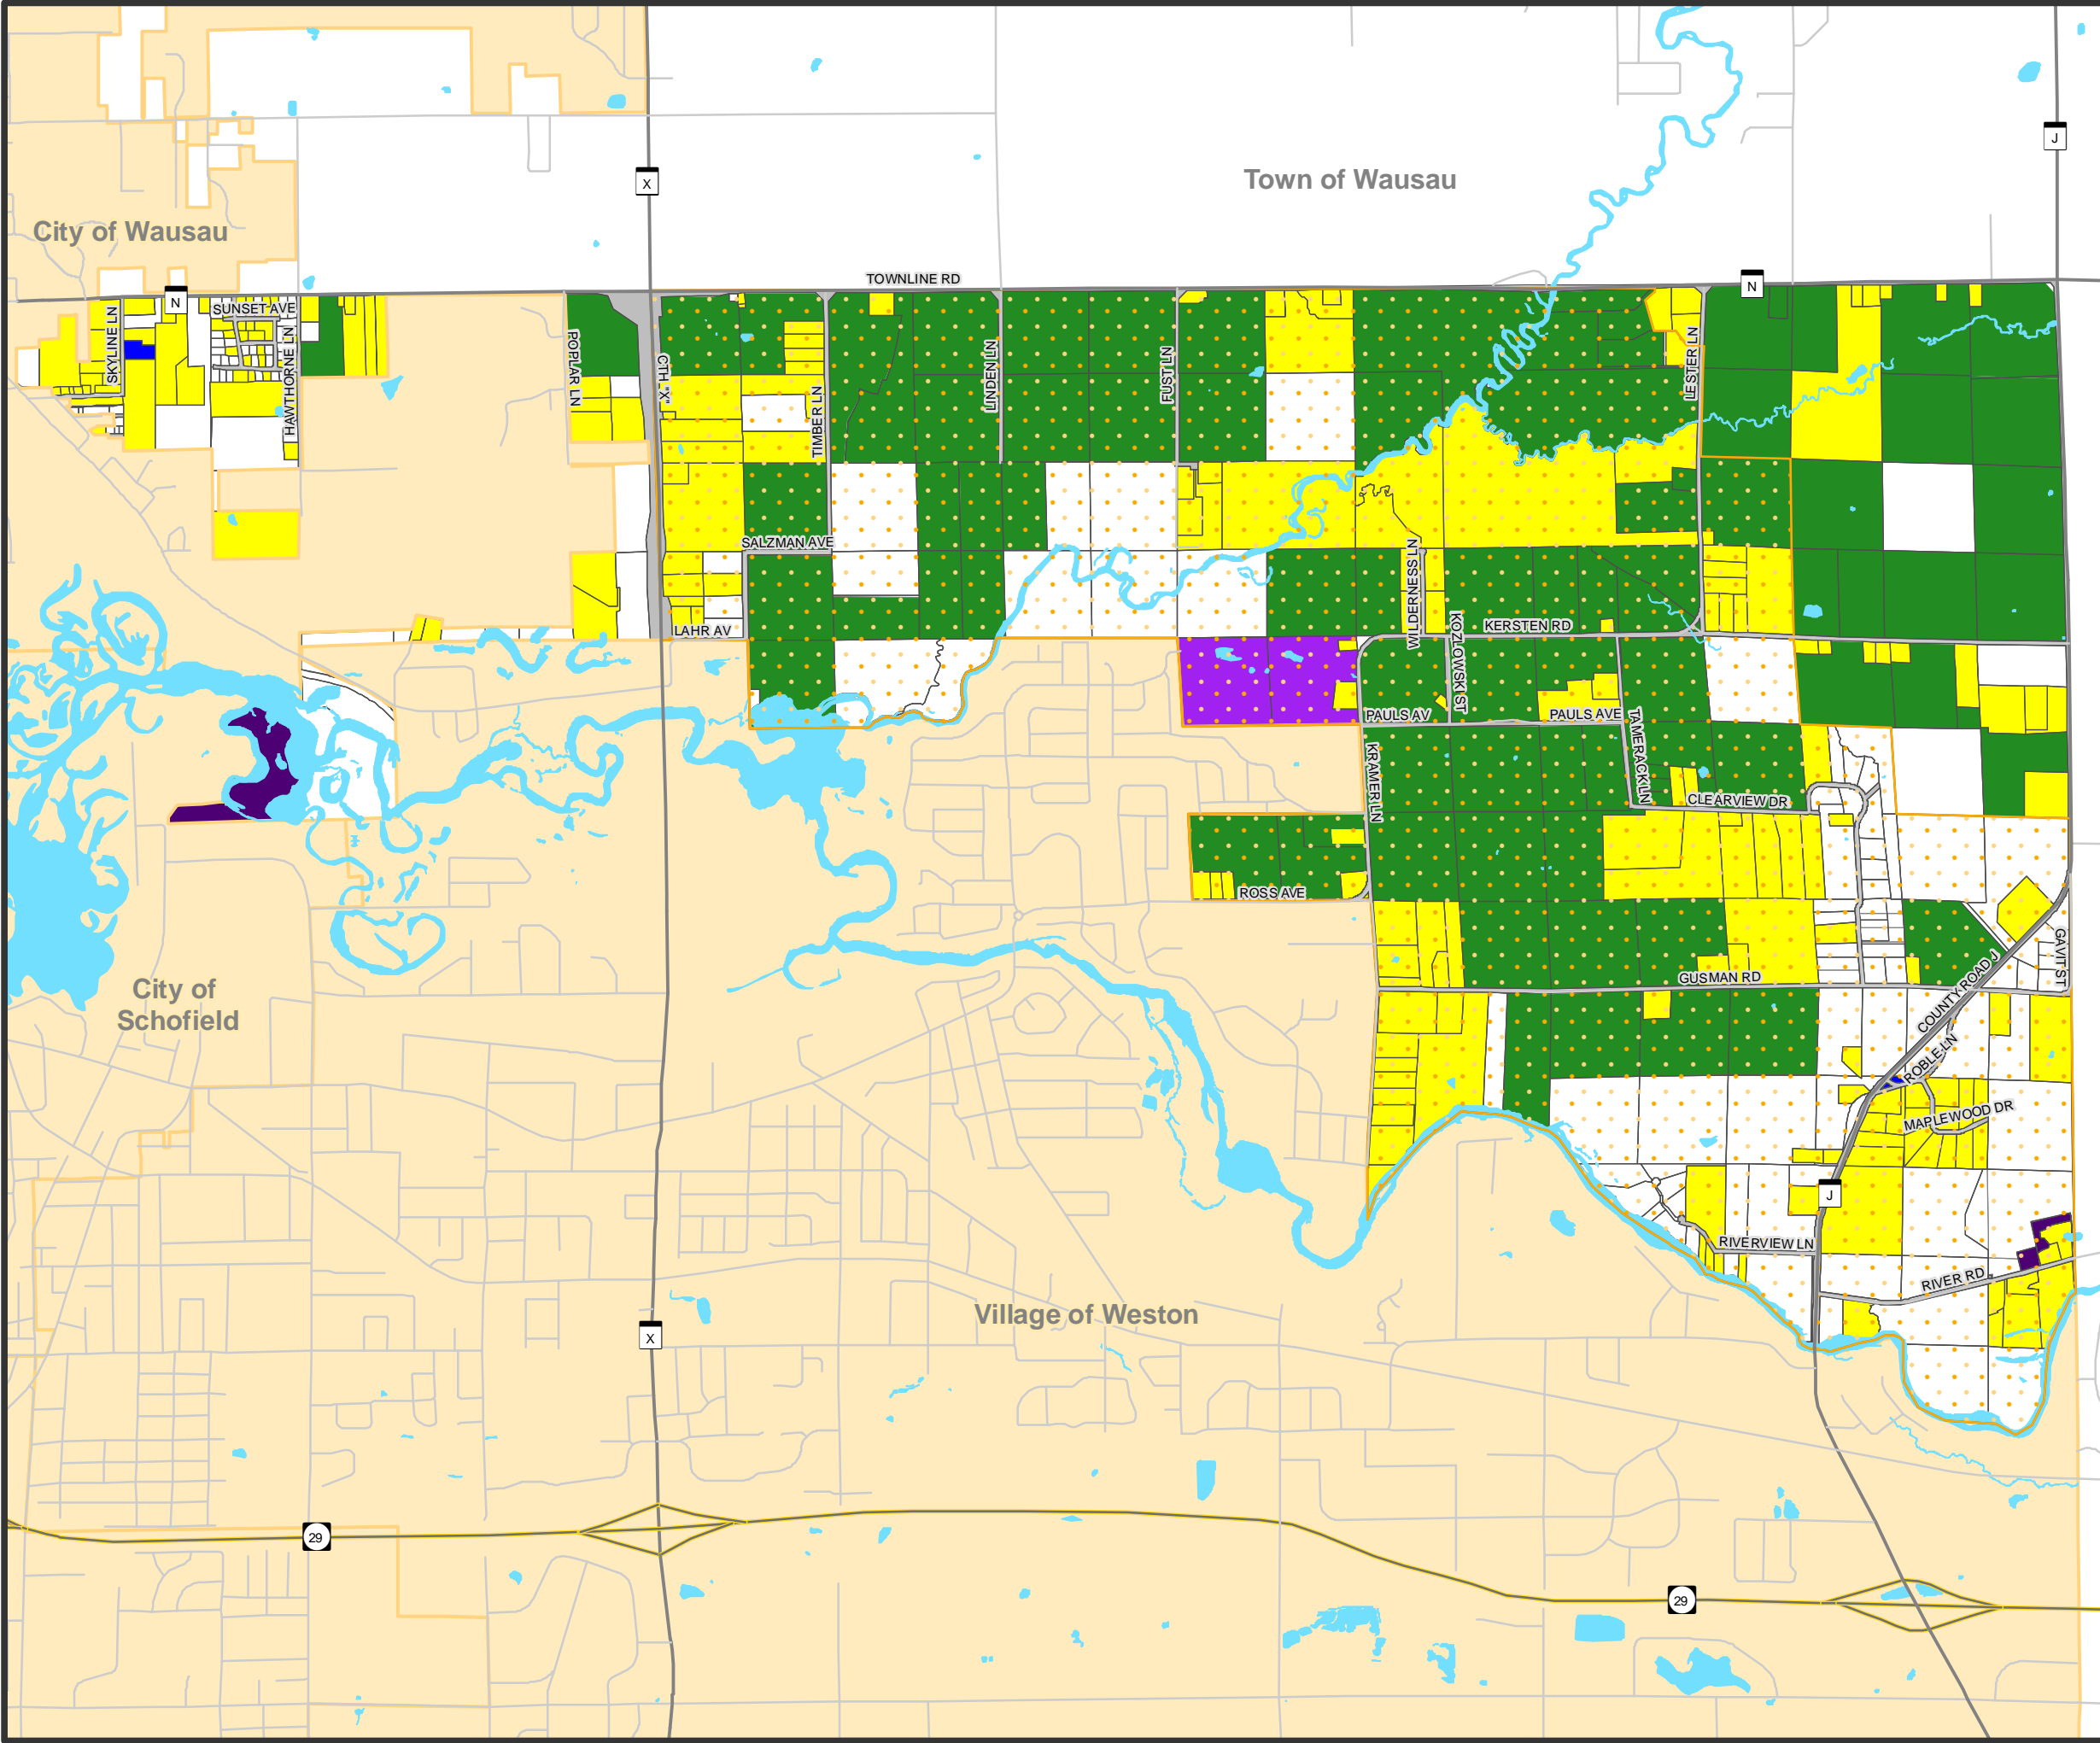 J
X
Town of Wausau
City of Wausau
TOWNLINE RD
N
N
SUNSET AVE
SKYLINE LN
HAWTHORNE LN
POPLAR LN
CTH "X"
TIMBER LN
LINDEN LN
FUST LN
LESTER LN
SALZMAN AVE
WILDERNESS LN
LAHR AV
KERSTEN RD
KOZLOWSKI ST
PAULS AV
PAULS AVE
TAMERACK LN
KRAMER LN
CLEARVIEW DR
ROSS AVE
GAVIT ST
GUSMAN RD
COUNTY ROAD J
City of
Schofield
ROBLE LN
MAPLEWOOD DR
J
RIVERVIEW LN
RIVER RD
Village of Weston
X
29
29